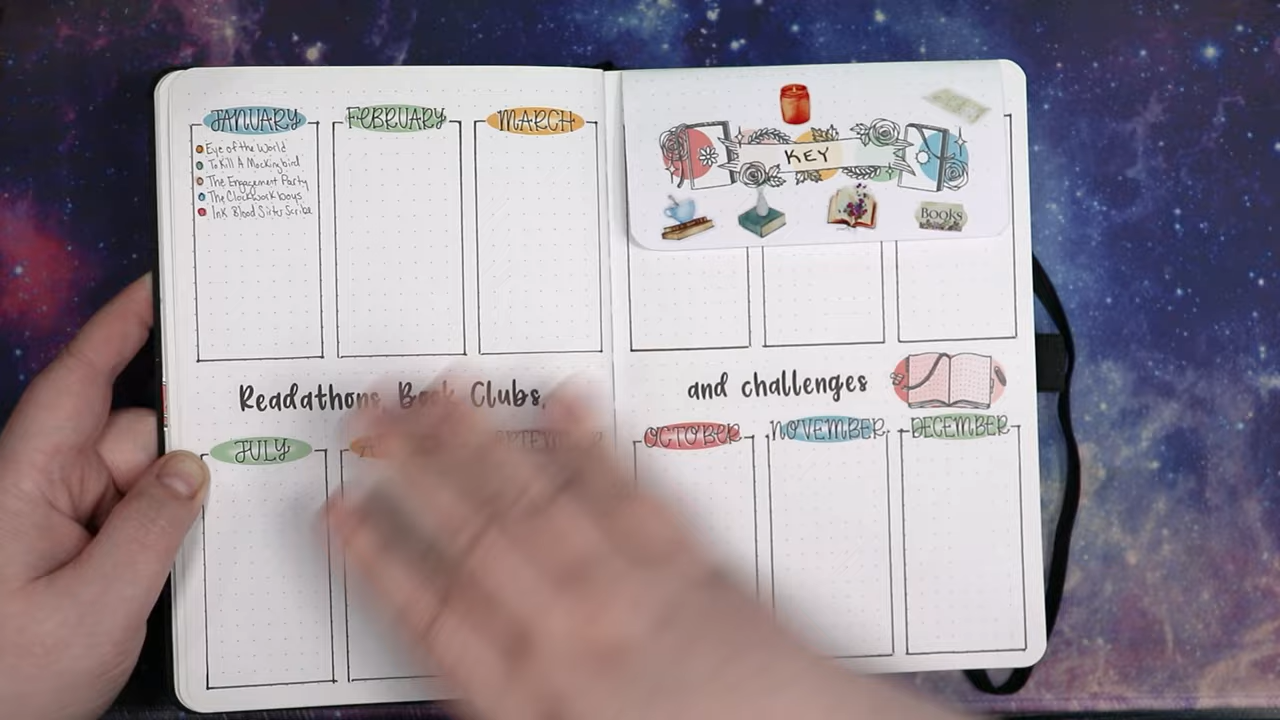 JANUARY
FEBRUARY
MARCH
Eye of the World
To Kill A Mockingbird
The Engagement Party
The Clockwork boys
Ink Blood Sister Scribe
KEY
Books
Readathons, Book Clubs,
and challenges
JULY
OCTOBER
NOVEMBER
DECEMBER